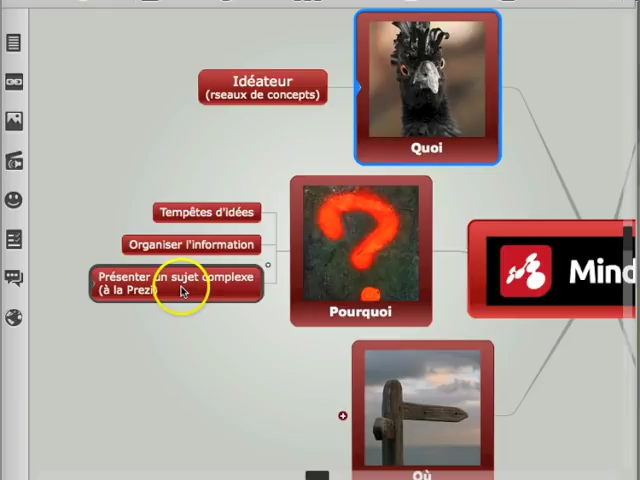 Idéateur
(rseaux de concepts)
Quoi
Tempêtes d'idées
Organiser l'information
Présenter un sujet complexe
(à la Prezi)
Pourquoi
Mind
Où